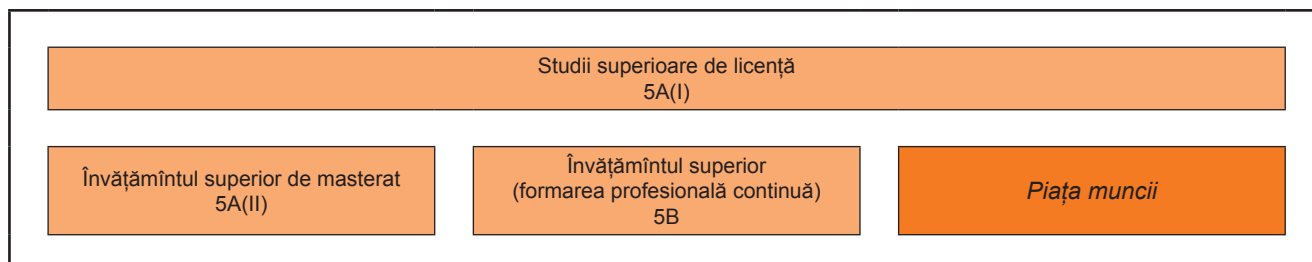 Studii superioare de licență
5A(I)
Învățămîntul superior de masterat
5A(II)
Învățămîntul superior
(formarea profesională continuă)
5B
Piața muncii